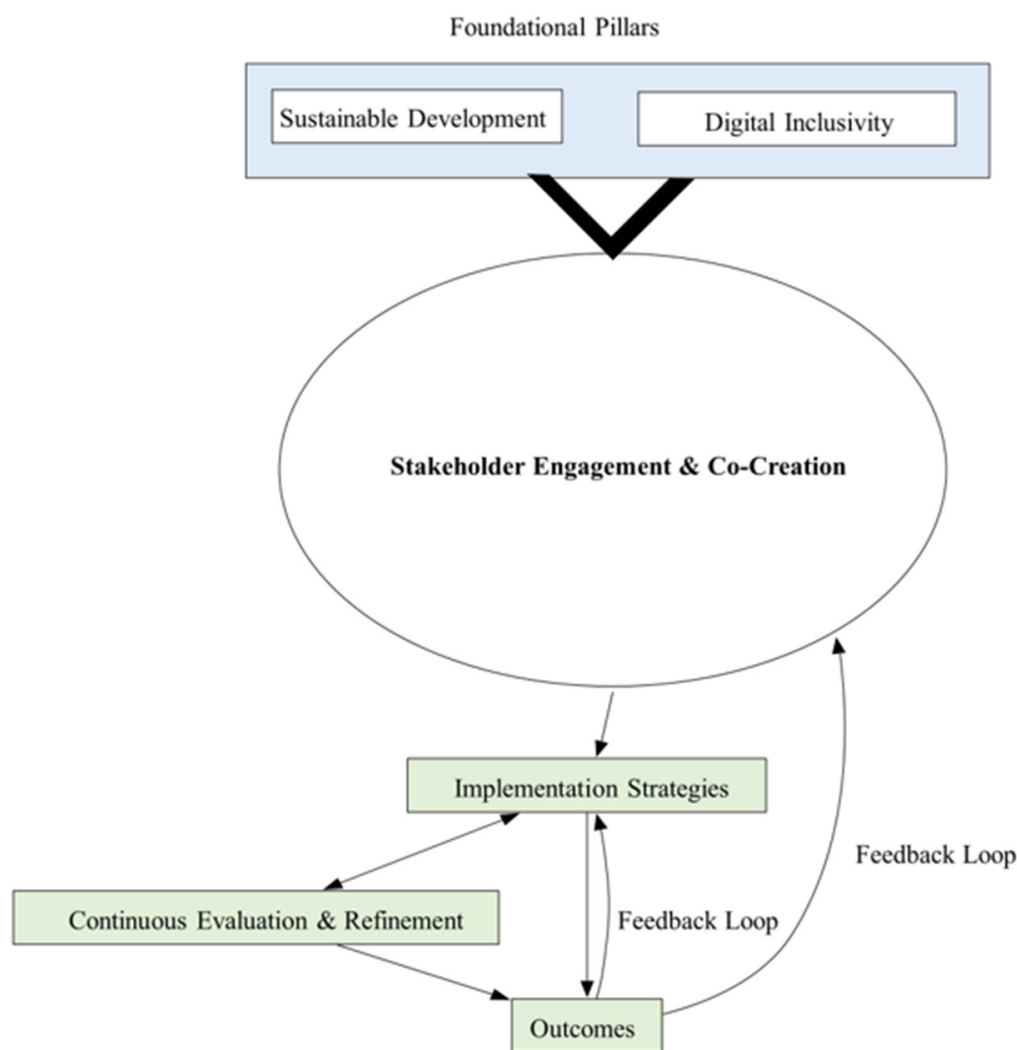 Foundational Pillars
Sustainable Development
Digital Inclusivity
Stakeholder Engagement & Co-Creation
Implementation Strategies
Feedback Loop
Continuous Evaluation & Refinement
Feedback Loop
Outcomes